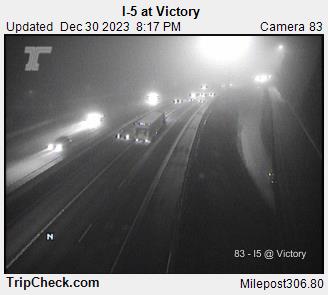 I-5 at Victory
Updated Dec 30 2023 8:17 PM Camera 83
T
N
83 - I5 @ Victory
TripCheck.com Milepost306.80